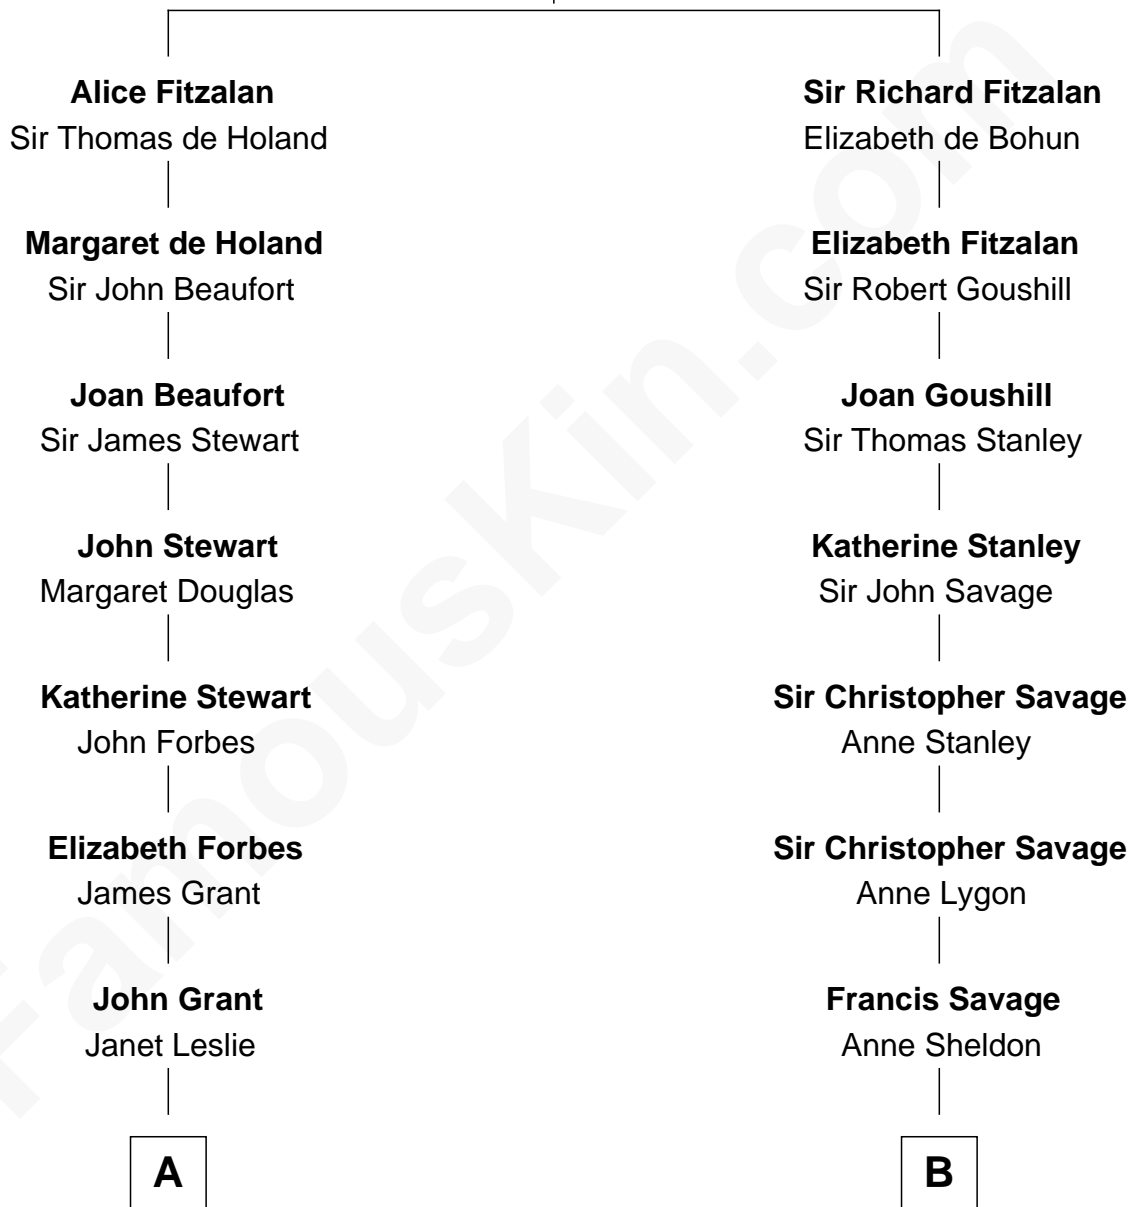 Alice Fitzalan
Sir Thomas de Holand
Margaret de Holand
Sir John Beaufort
Joan Beaufort
Sir James Stewart
John Stewart
Margaret Douglas
Katherine Stewart
John Forbes
Elizabeth Forbes
James Grant
John Grant
Janet Leslie
A
Sir Richard Fitzalan
Elizabeth de Bohun
Elizabeth Fitzalan
Sir Robert Goushill
Joan Goushill
Sir Thomas Stanley
Katherine Stanley
Sir John Savage
Sir Christopher Savage
Anne Stanley
Sir Christopher Savage
Anne Lygon
Francis Savage
Anne Sheldon
B
FamousKin.com